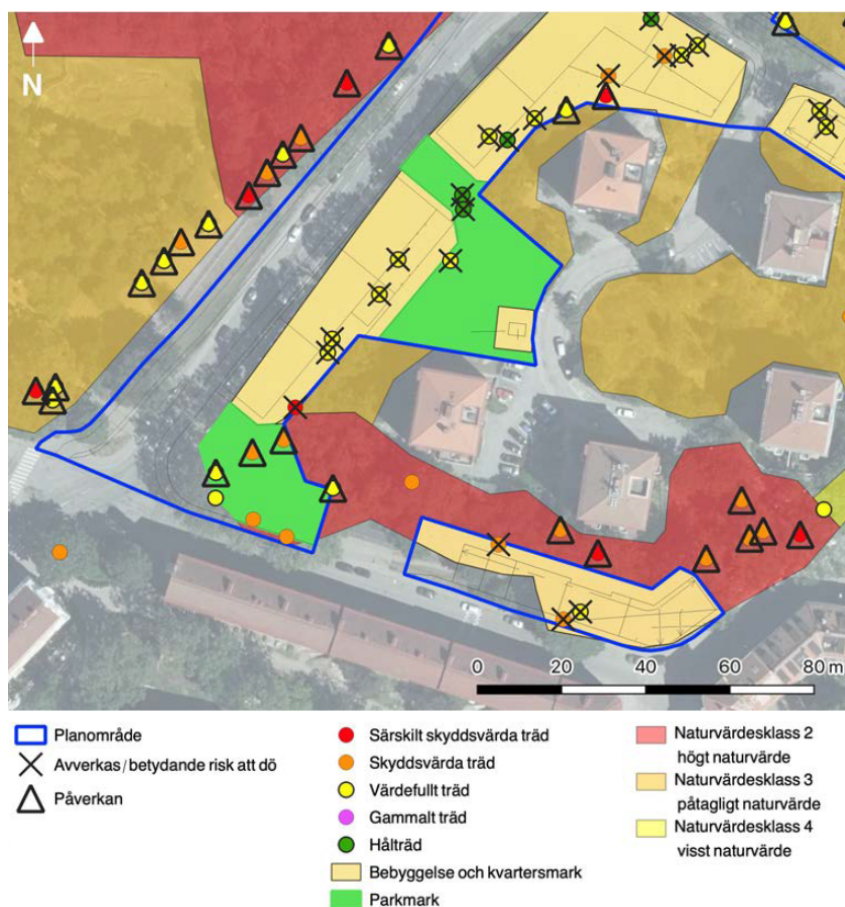 N
0 20 40 60 80 m
Planområde
Avverkas/betydande risk att dö
Påverkan
Särskilt skyddsvärda träd
Skyddsvärda träd
Värdefullt träd
Gammalt träd
Hålträd
Bebyggelse och kvartersmark
Parkmark
Naturvärdesklass 2
högt naturvärde
Naturvärdesklass 3
påtagligt naturvärde
Naturvärdesklass 4
visst naturvärde